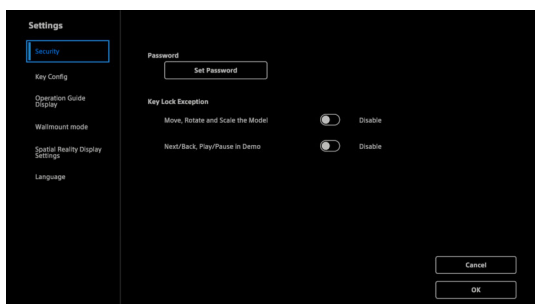 Settings
Security
Key Config
Operation Guide
Display
Wallmount mode
Spatial Reality Display
Settings
Language
Password
Set Password
Key Lock Exception
Move, Rotate and Scale the Model
Disable
Next/Back, Play/Pause in Demo
Disable
Cancel
OK